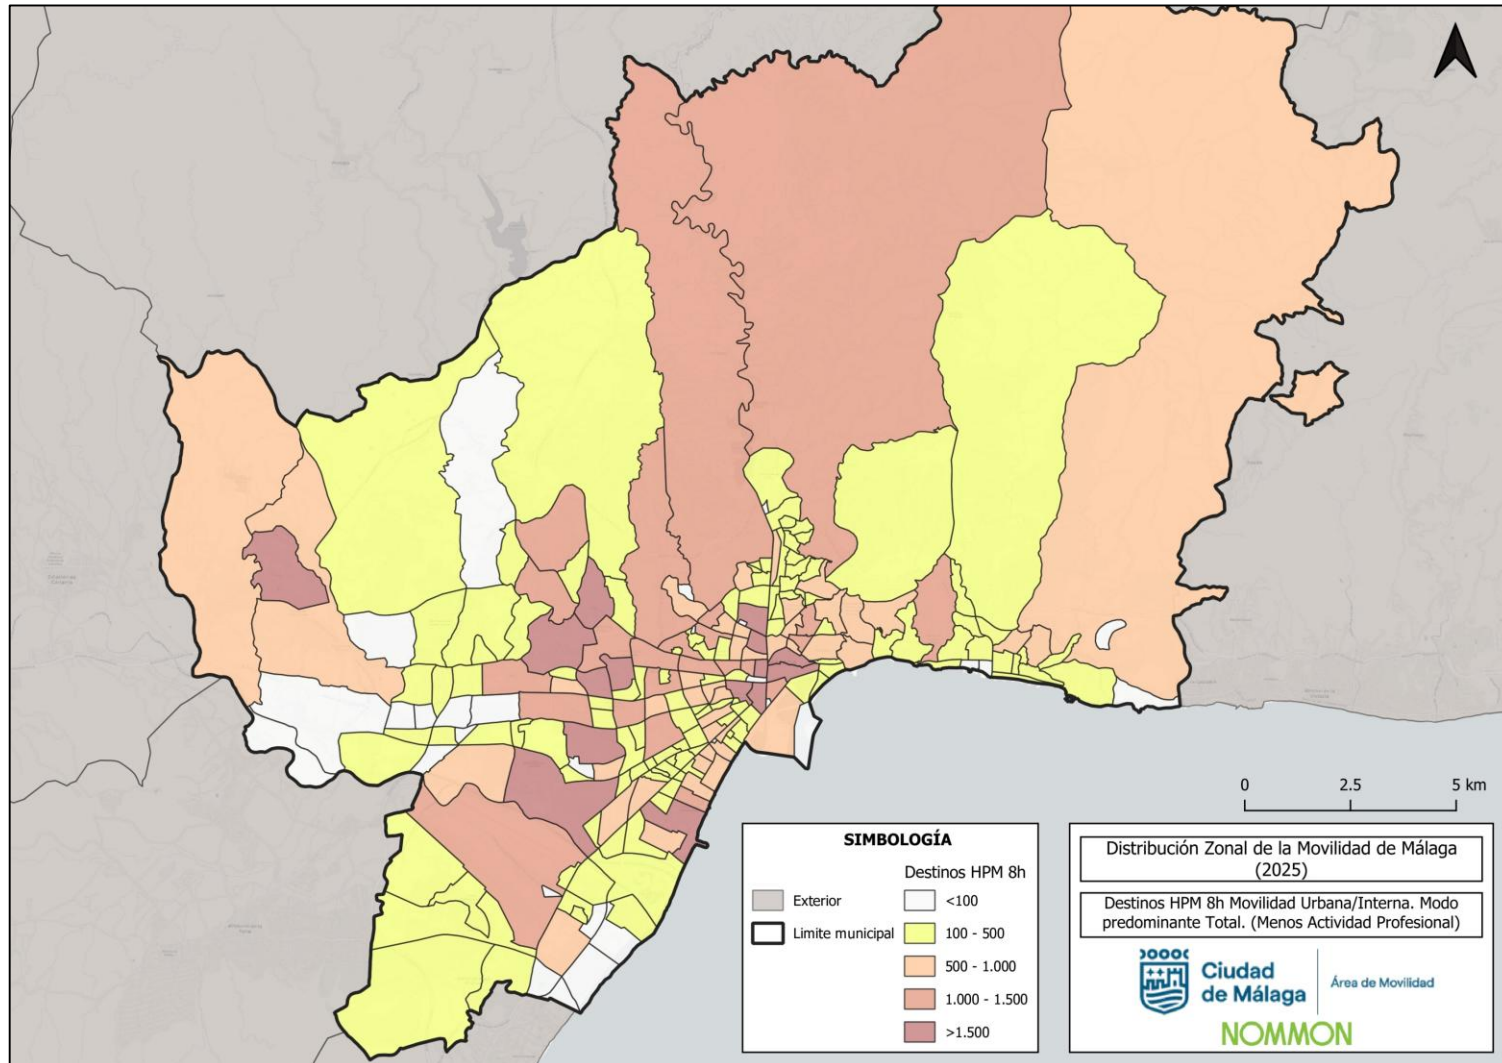 0 2.5 5 km
SIMBOLOGÍA
Destinos HPM 8h
Exterior
Limite municipal
<100
100 - 500
500 - 1.000
1.000 - 1.500
>1.500
Distribución Zonal de la Movilidad de Málaga
(2025)
Destinos HPM 8h Movilidad Urbana/Interna. Modo
predominante Total. (Menos Actividad Profesional)
Ciudad
de Málaga
Área de Movilidad
NOMMON